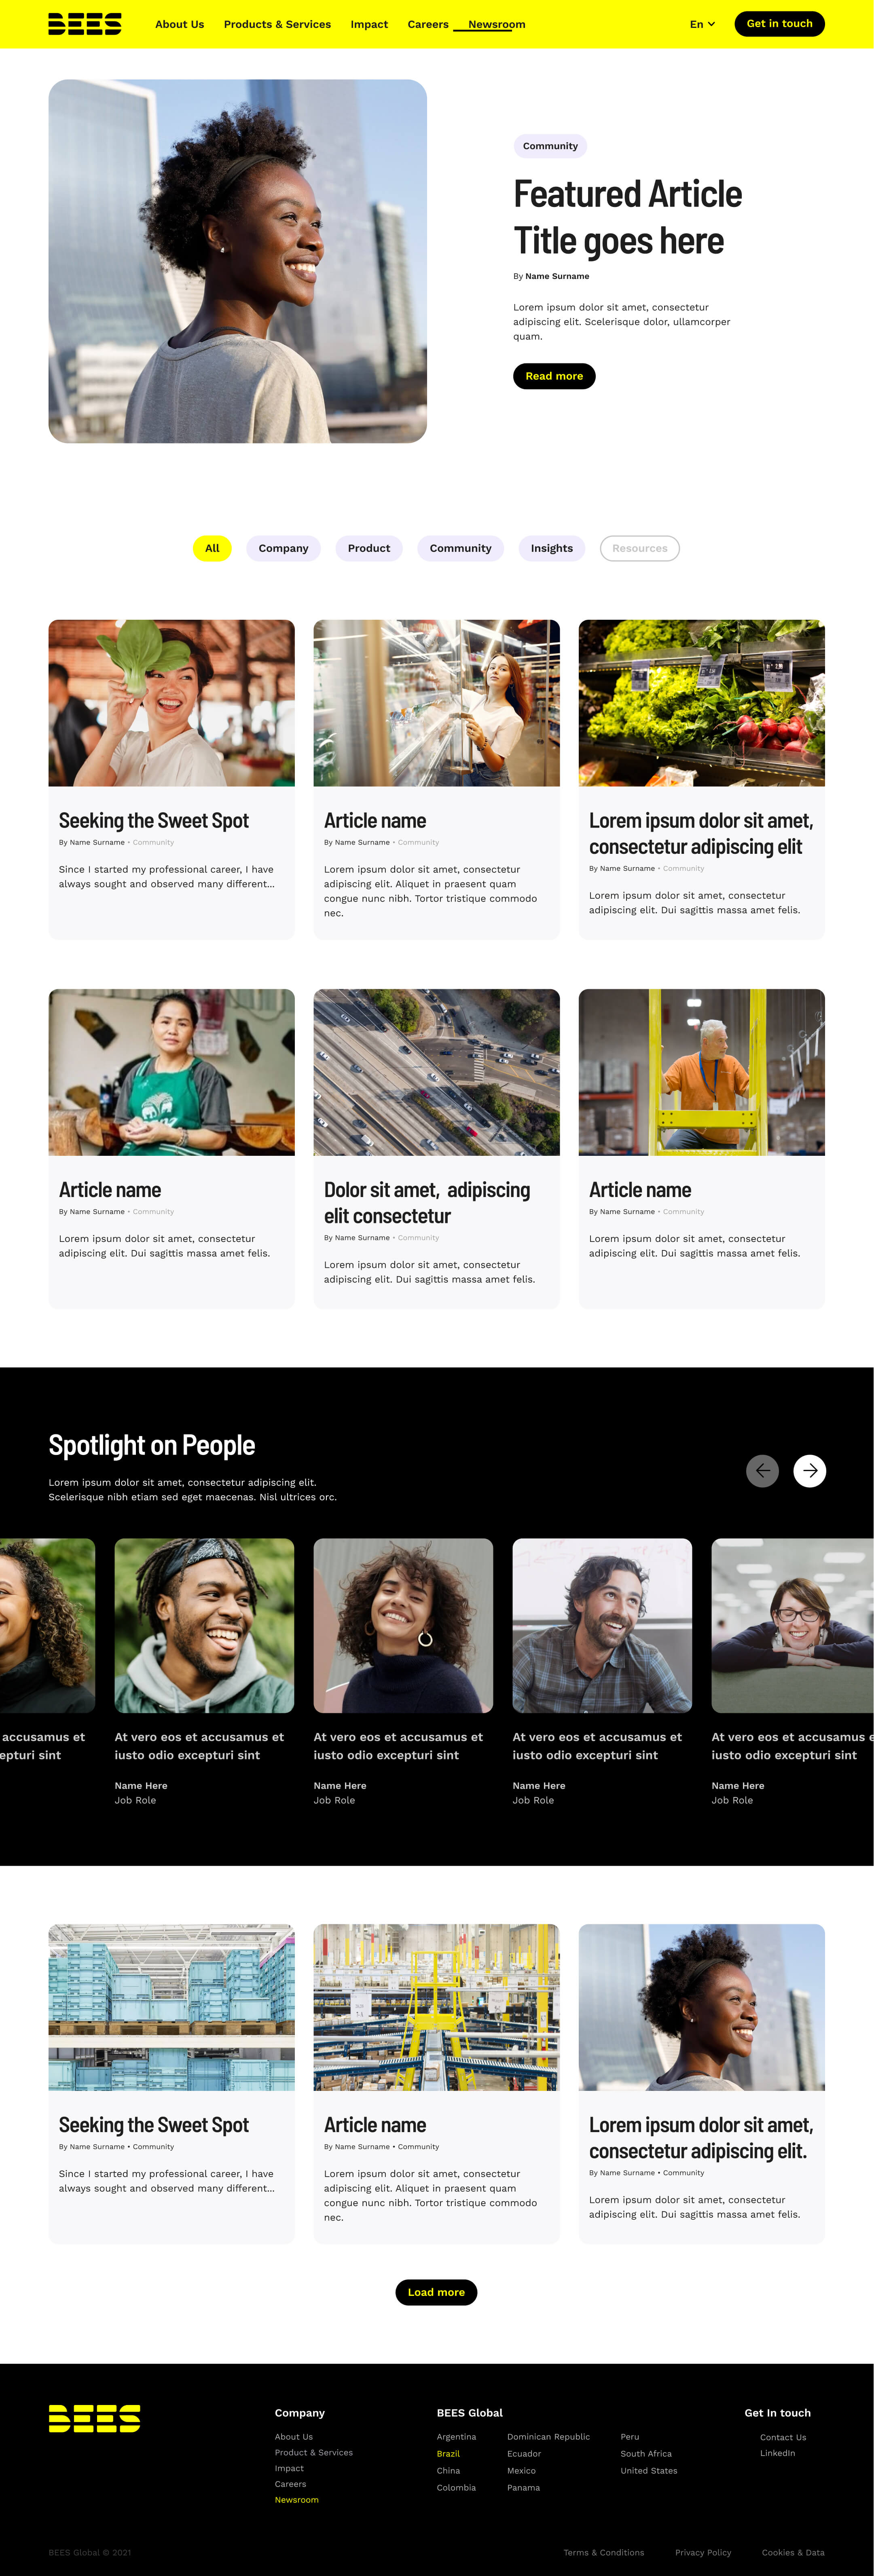 BEES
About Us
Products & Services
Impact
Careers
Newsroom
En
Get in touch
Community
Featured Article
Title goes here
By Name Surname
Lorem ipsum dolor sit amet, consectetur
adipiscing elit. Scelerisque dolor, ullamcorper
quam.
Read more
All
Company
Product
Community
Insights
Resources
Seeking the Sweet Spot
By Name Surname • Community
Since I started my professional career, I have
always sought and observed many different...
Article name
By Name Surname • Community
Lorem ipsum dolor sit amet, consectetur
adipiscing elit. Aliquet in praesent quam
congue nunc nibh. Tortor tristique commodo
nec.
Lorem ipsum dolor sit amet,
consectetur adipiscing elit
By Name Surname • Community
Lorem ipsum dolor sit amet, consectetur
adipiscing elit. Dui sagittis massa amet felis.
Article name
By Name Surname • Community
Lorem ipsum dolor sit amet, consectetur
adipiscing elit. Dui sagittis massa amet felis.
Dolor sit amet, adipiscing
elit consectetur
By Name Surname • Community
Lorem ipsum dolor sit amet, consectetur
adipiscing elit. Dui sagittis massa amet felis.
Article name
By Name Surname • Community
Lorem ipsum dolor sit amet, consectetur
adipiscing elit. Dui sagittis massa amet felis.
Spotlight on People
Lorem ipsum dolor sit amet, consectetur adipiscing elit.
Scelerisque nibh etiam sed eget maecenas. Nisl ultrices orc.
accusamus et
epturi sint
At vero eos et accusamus et
iusto odio excepturi sint
Name Here
Job Role
At vero eos et accusamus et
iusto odio excepturi sint
Name Here
Job Role
At vero eos et accusamus et
iusto odio excepturi sint
Name Here
Job Role
At vero eos et accusamus e
iusto odio excepturi sint
Name Here
Job Role
Seeking the Sweet Spot
By Name Surname • Community
Since I started my professional career, I have
always sought and observed many different...
Article name
By Name Surname • Community
Lorem ipsum dolor sit amet, consectetur
adipiscing elit. Aliquet in praesent quam
congue nunc nibh. Tortor tristique commodo
nec.
Lorem ipsum dolor sit amet,
consectetur adipiscing elit.
By Name Surname • Community
Lorem ipsum dolor sit amet, consectetur
adipiscing elit. Dui sagittis massa amet felis.
Load more
BEES
Company
About Us
Product & Services
Impact
Careers
Newsroom
BEES Global
Argentina
Brazil
China
Colombia
Dominican Republic
Ecuador
Mexico
Panama
Peru
South Africa
United States
Get In touch
Contact Us
LinkedIn
BEES Global © 2021
Terms & Conditions
Privacy Policy
Cookies & Data